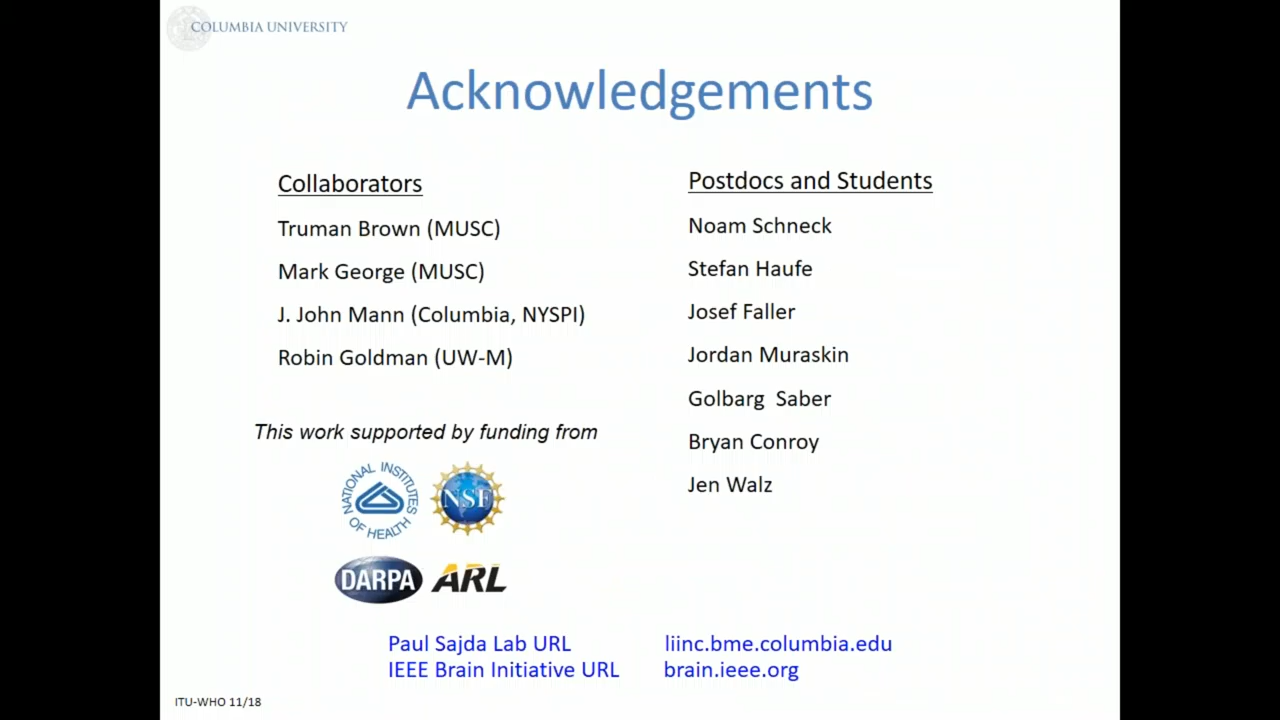 COLUMBIA UNIVERSITY
Acknowledgements
Collaborators
Truman Brown (MUSC)
Mark George (MUSC)
J. John Mann (Columbia, NYSPI)
Robin Goldman (UW-M)
Postdocs and Students
Noam Schneck
Stefan Haufe
Josef Faller
Jordan Muraskin
Golbarg Saber
Bryan Conroy
Jen Walz
This work supported by funding from
NATIONAL INSTITUTES OF HEALTH
NSF
DARPA
ARL
Paul Sajda Lab URL liinc.bme.columbia.edu
IEEE Brain Initiative URL brain.ieee.org
ITU-WHO 11/18